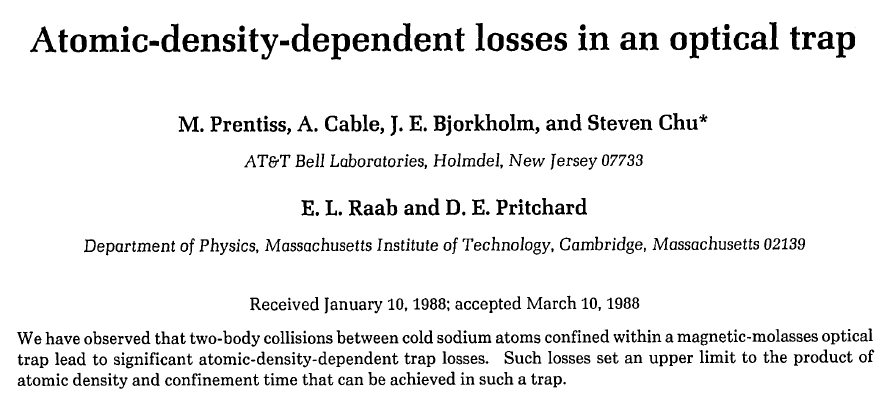 Atomic-density-dependent losses in an optical trap
M. Prentiss, A. Cable, J. E. Bjorkholm, and Steven Chu*
AT&T Bell Laboratories, Holmdel, New Jersey 07733
E. L. Raab and D. E. Pritchard
Department of Physics, Massachusetts Institute of Technology, Cambridge, Massachusetts 02139
Received January 10, 1988; accepted March 10, 1988
We have observed that two-body collisions between cold sodium atoms confined within a magnetic-molasses optical
trap lead to significant atomic-density-dependent trap losses. Such losses set an upper limit to the product of
atomic density and confinement time that can be achieved in such a trap.